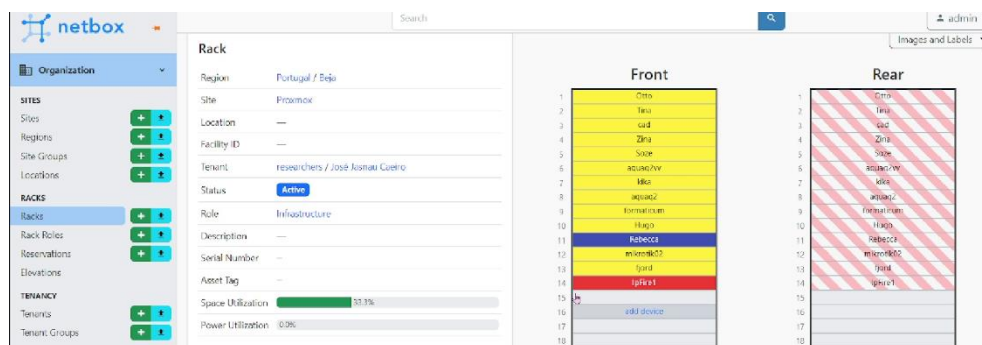 netbox
Search
admin
Images and Labels
Organization
SITES
Sites
Regions
Site Groups
Locations
RACKS
Racks
Rack Roles
Reservations
Elevations
TENANCY
Tenants
Tenant Groups
Rack
Region Portugal / Beja
Site Proxmox
Location —
Facility ID —
Tenant researchers / José Jasnau Caeiro
Status Active
Role Infrastructure
Description —
Serial Number —
Asset Tag —
Space Utilization 33.3%
Power Utilization 0.0%
Front
1 Otto
2 Tina
3 cad
4 Zina
5 Soze
6
7 kika
8 aquaq2
9 formaticum
10 Hugo
11 Rebecca
12 mikrotik02
13 fjord
14 IpFire1
15
16 add device
17
18
Rear
1 Otto
2 Tina
3 cad
4 Zina
5 Soze
6
7 kika
8 aquaq2
9 formaticum
10 Hugo
11 Rebecca
12 mikrotik02
13 fjord
14 IpFire1
15
16
17
18